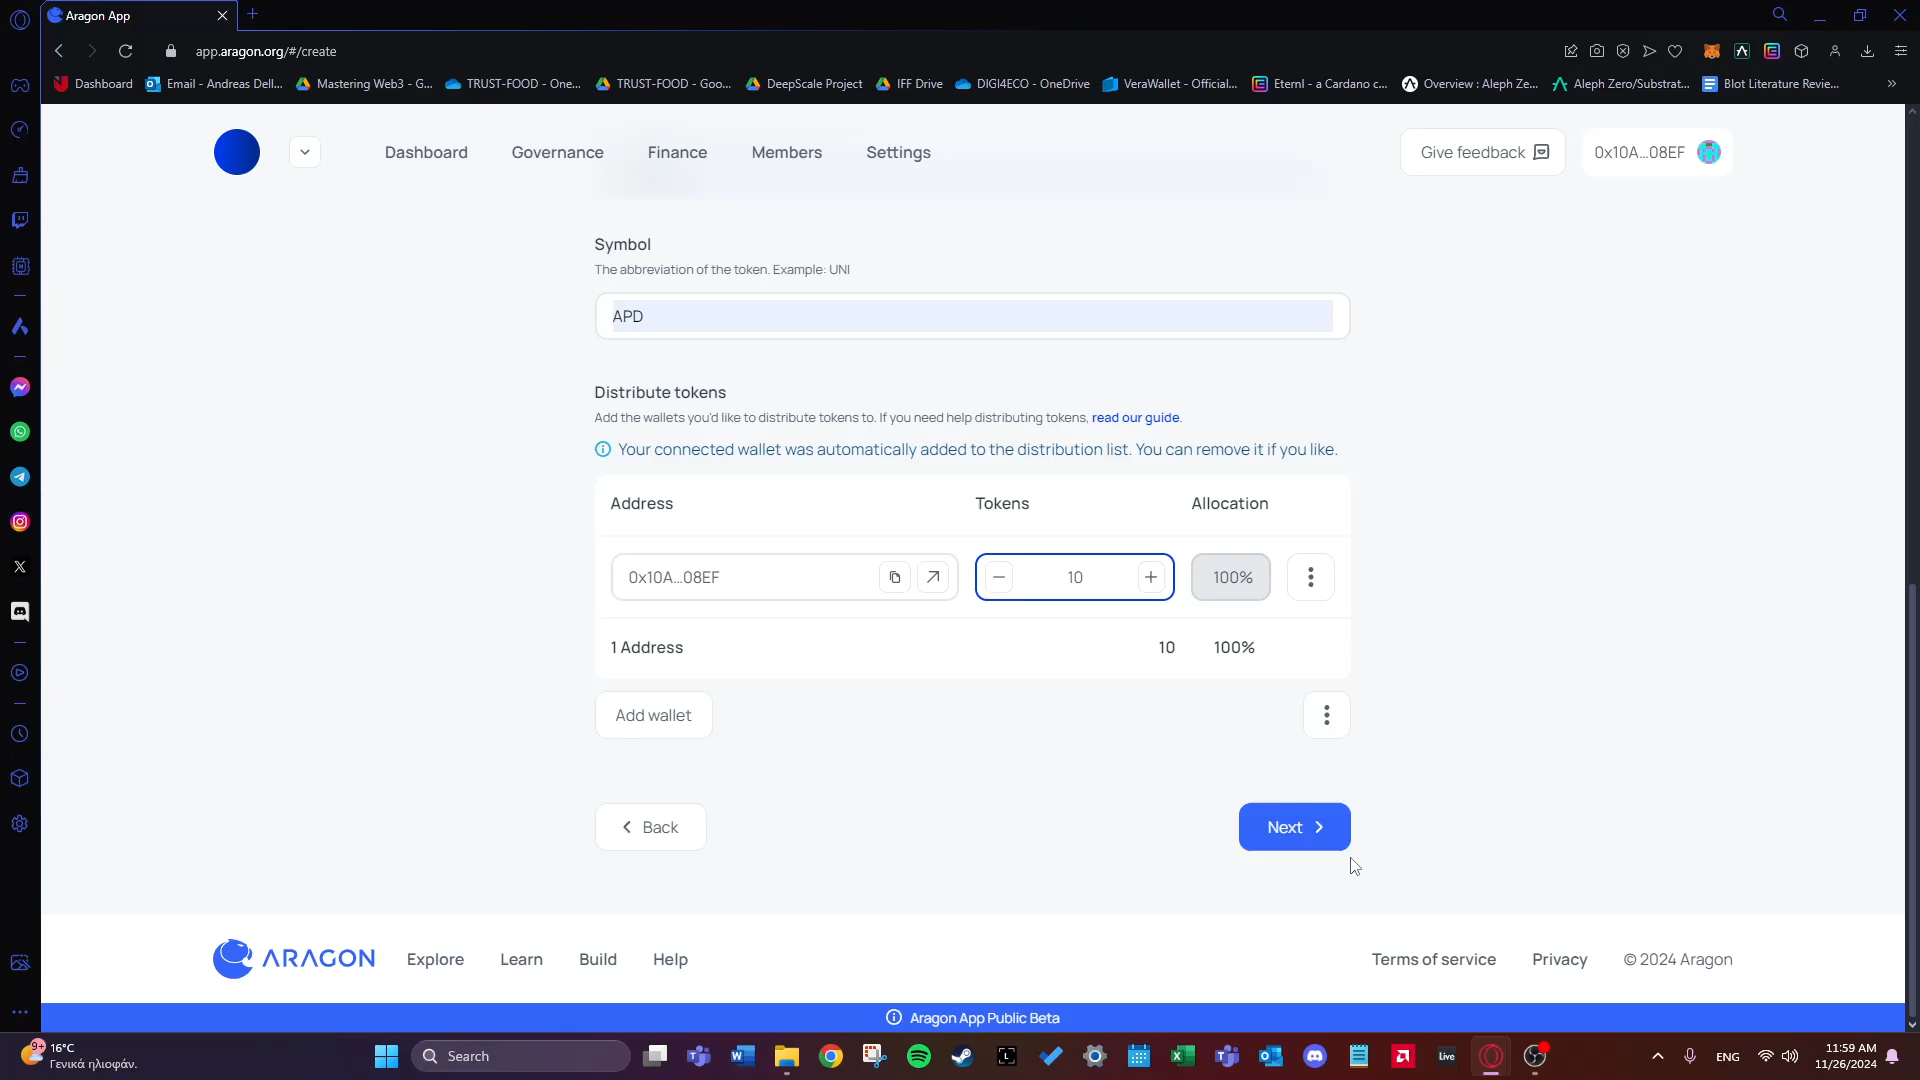 Aragon App
app.aragon.org/#/create
Dashboard
Email - Andreas Dell...
Mastering Web3 - G...
TRUST-FOOD - One...
TRUST-FOOD - Goo...
DeepScale Project
IFF Drive
DIGI4ECO - OneDrive
VeraWallet - Official...
Eternl - a Cardano c...
Overview : Aleph Ze...
Aleph Zero/Substrat...
Blot Literature Revie...
Dashboard
Governance
Finance
Members
Settings
Give feedback
0x10A...08EF
Symbol
The abbreviation of the token. Example: UNI
APD
Distribute tokens
Add the wallets you'd like to distribute tokens to. If you need help distributing tokens, read our guide.
Your connected wallet was automatically added to the distribution list. You can remove it if you like.
Address Tokens Allocation
0x10A...08EF 10 100%
1 Address 10 100%
Add wallet
Back
Next
ARAGON
Explore
Learn
Build
Help
Terms of service
Privacy
© 2024 Aragon
Aragon App Public Beta
9+
16°C
Γενικά ηλιοφάν.
Search
Live
ENG
11:59 AM
11/26/2024